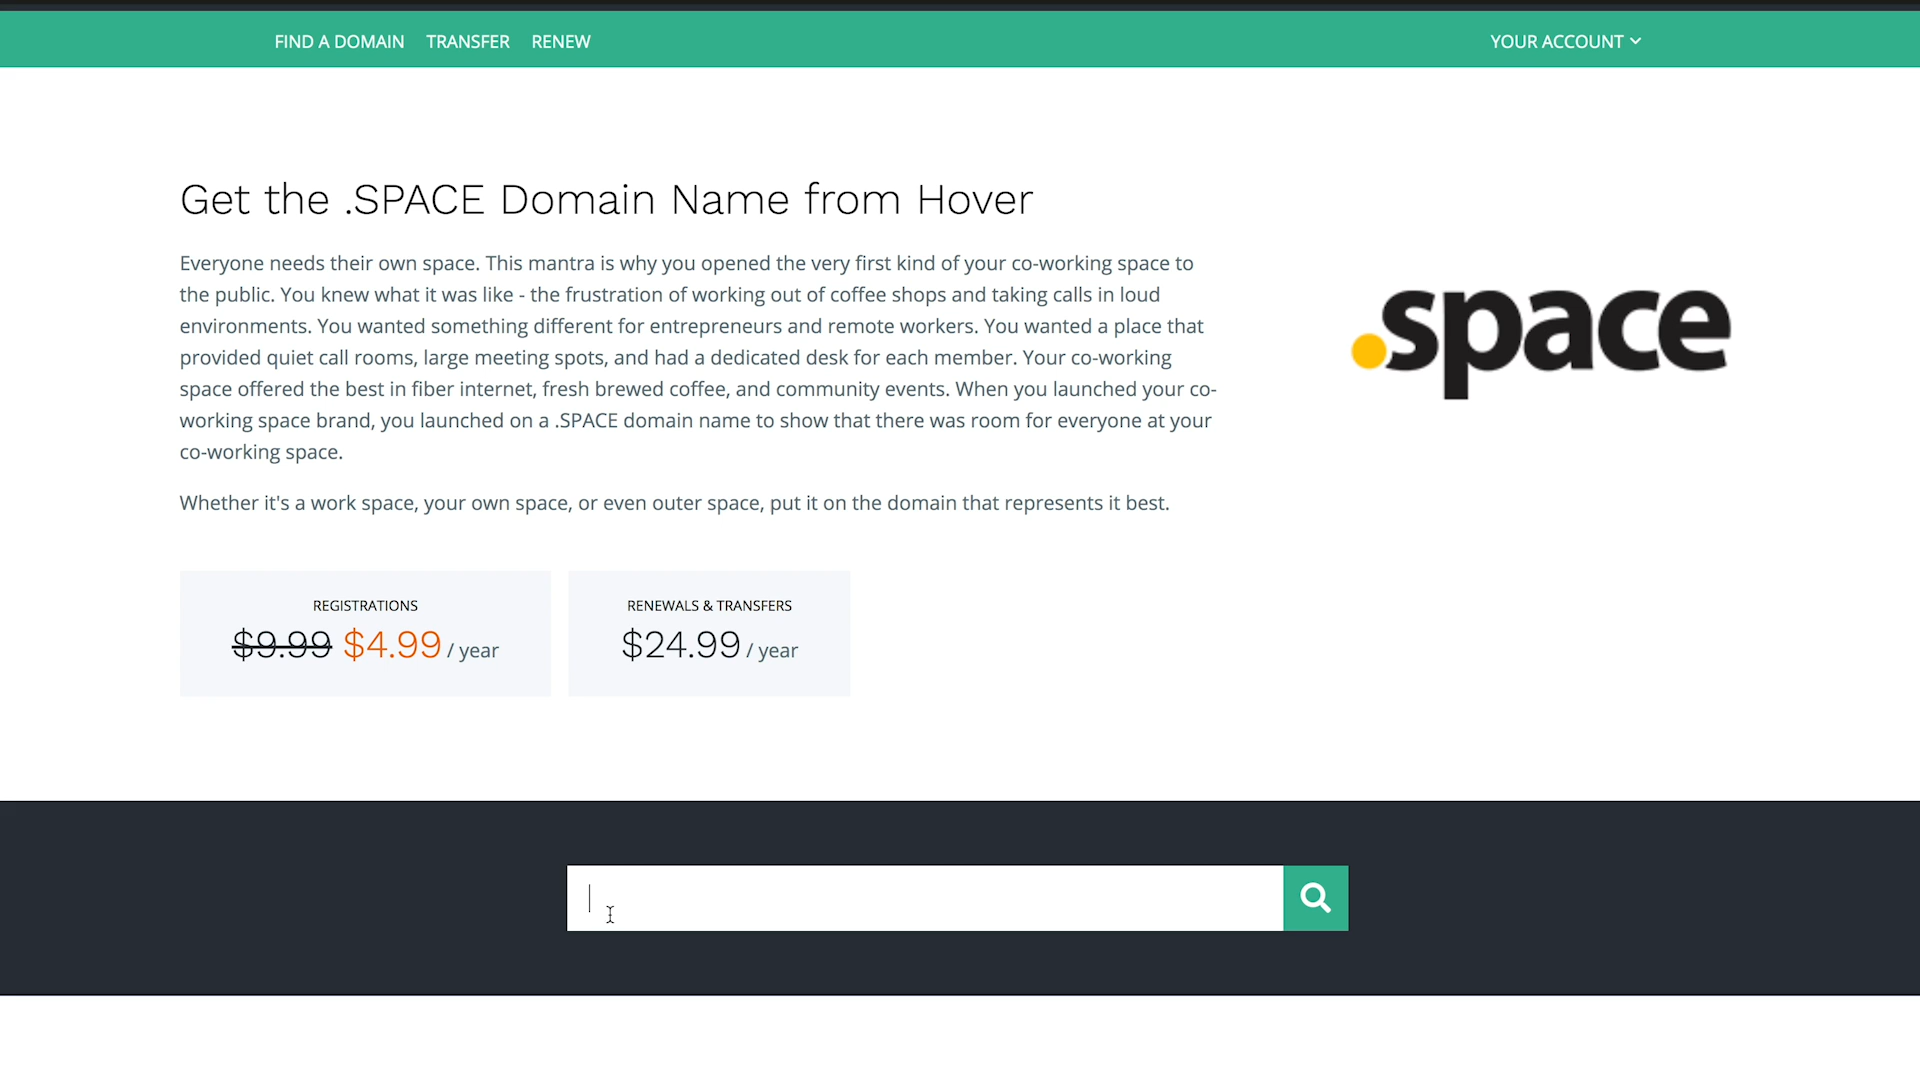 FIND A DOMAIN TRANSFER RENEW YOUR ACCOUNT
Get the .SPACE Domain Name from Hover
Everyone needs their own space. This mantra is why you opened the very first kind of your co-working space to
the public. You knew what it was like - the frustration of working out of coffee shops and taking calls in loud
environments. You wanted something different for entrepreneurs and remote workers. You wanted a place that
provided quiet call rooms, large meeting spots, and had a dedicated desk for each member. Your co-working
space offered the best in fiber internet, fresh brewed coffee, and community events. When you launched your co-
working space brand, you launched on a .SPACE domain name to show that there was room for everyone at your
co-working space.
Whether it's a work space, your own space, or even outer space, put it on the domain that represents it best.
.space
REGISTRATIONS
$9.99 $4.99 / year
RENEWALS & TRANSFERS
$24.99 / year